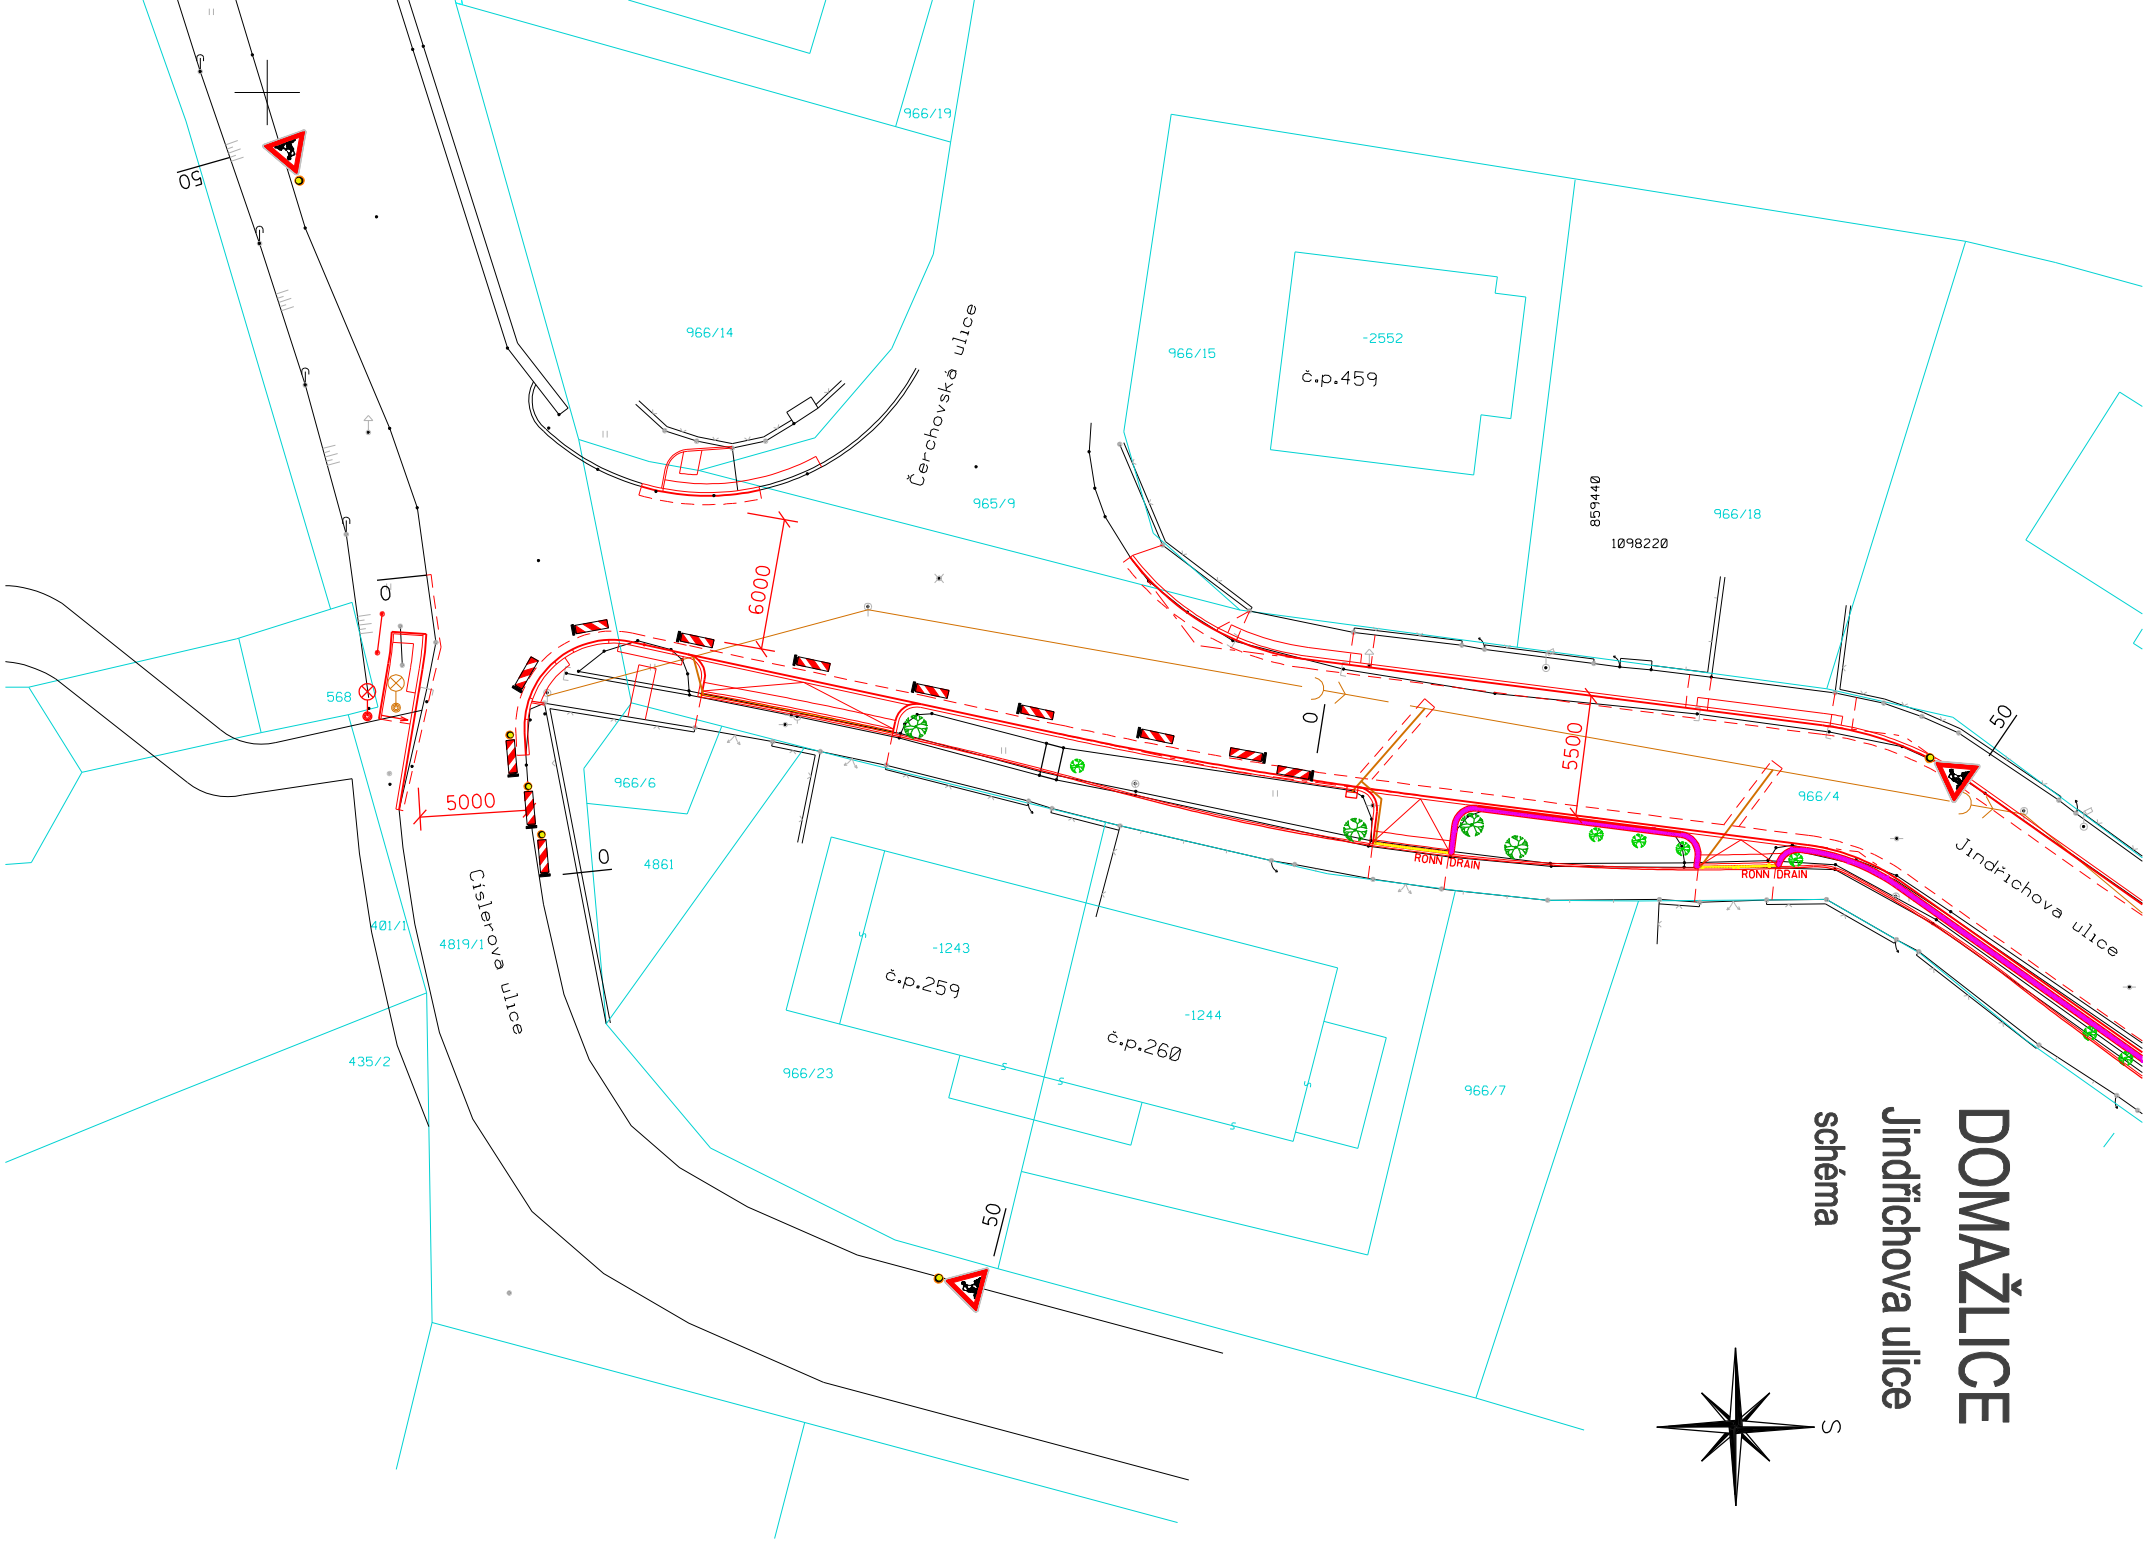 966/19
50
966/14
Čerchovská ulice
966/15
-2552
č.p.459
965/9
859440
1098220
966/18
0
6000
568
5000
0
50
5500
966/4
966/6
4861
0
RONN DRAIN
RONN DRAIN
Jindřichova ulice
401/1
4819/1
Cislerova ulice
435/2
-1243
č.p.259
-1244
č.p.260
966/23
966/7
50
DOMAŽLICE
Jindřichova ulice
schéma
S